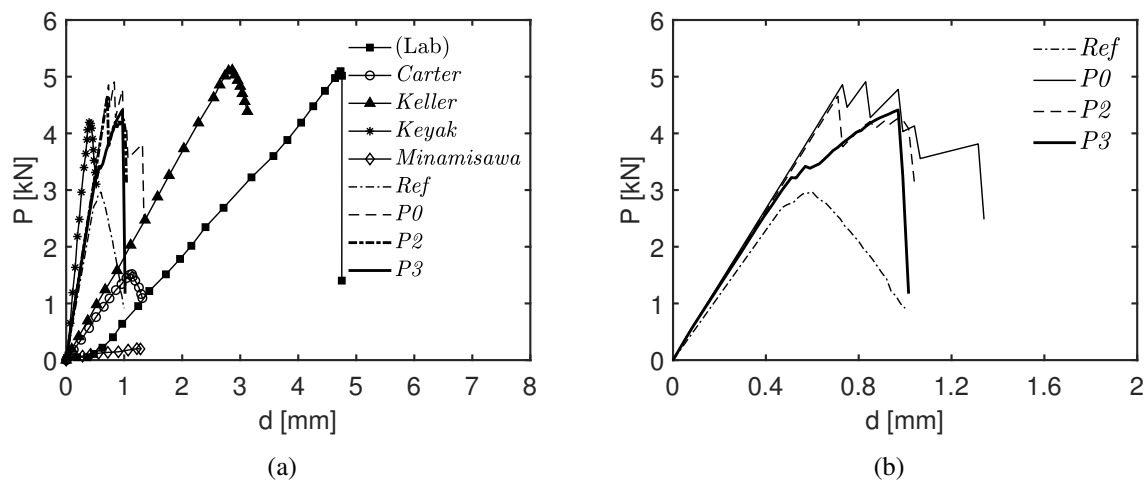 6
5
4
3
2
1
0
P [kN]
0 1 2 3 4 5 6 7 8
d [mm]
(Lab)
Carter
Keller
Keyak
Minamisawa
Ref
P0
P2
P3
(a)
6
5
4
3
2
1
0
P [kN]
0 0.4 0.8 1.2 1.6 2
d [mm]
Ref
P0
P2
P3
(b)